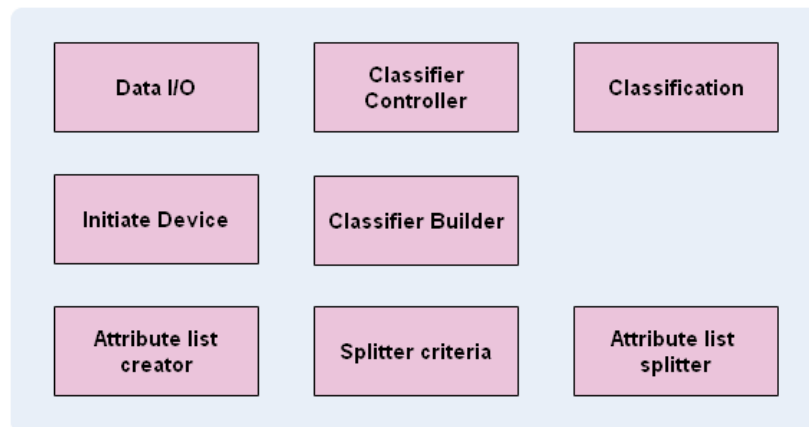 Data I/O
Classifier
Controller
Classification
Initiate Device
Classifier Builder
Attribute list
creator
Splitter criteria
Attribute list
splitter